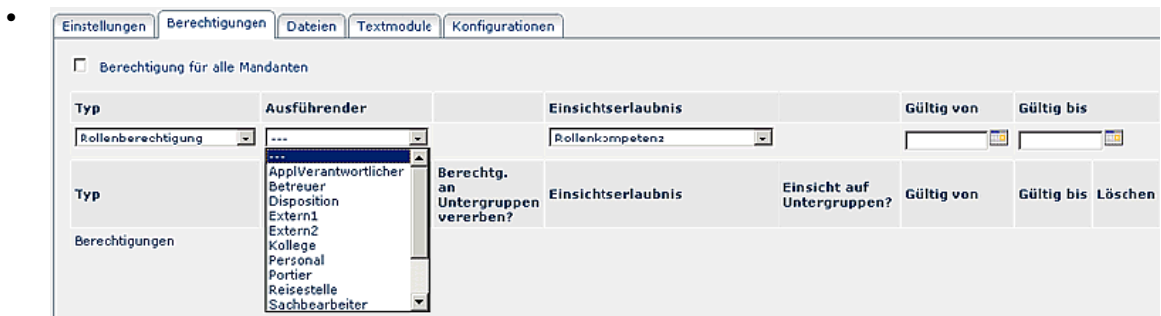 Einstellungen Berechtigungen Dateien Textmodule Konfigurationen
Berechtigung für alle Mandanten
Typ Ausführender Einsichtserlaubnis Gültig von Gültig bis
Rollenberechtigung --- Rollenkompetenz
---
ApplVerantwortlicher
Betreuer
Disposition
Extern1
Extern2
Kollege
Personal
Portier
Reisestelle
Sachbearbeiter
Typ Berechtg. an Untergruppen vererben? Einsichtserlaubnis Einsicht auf Untergruppen? Gültig von Gültig bis Löschen
Berechtigungen